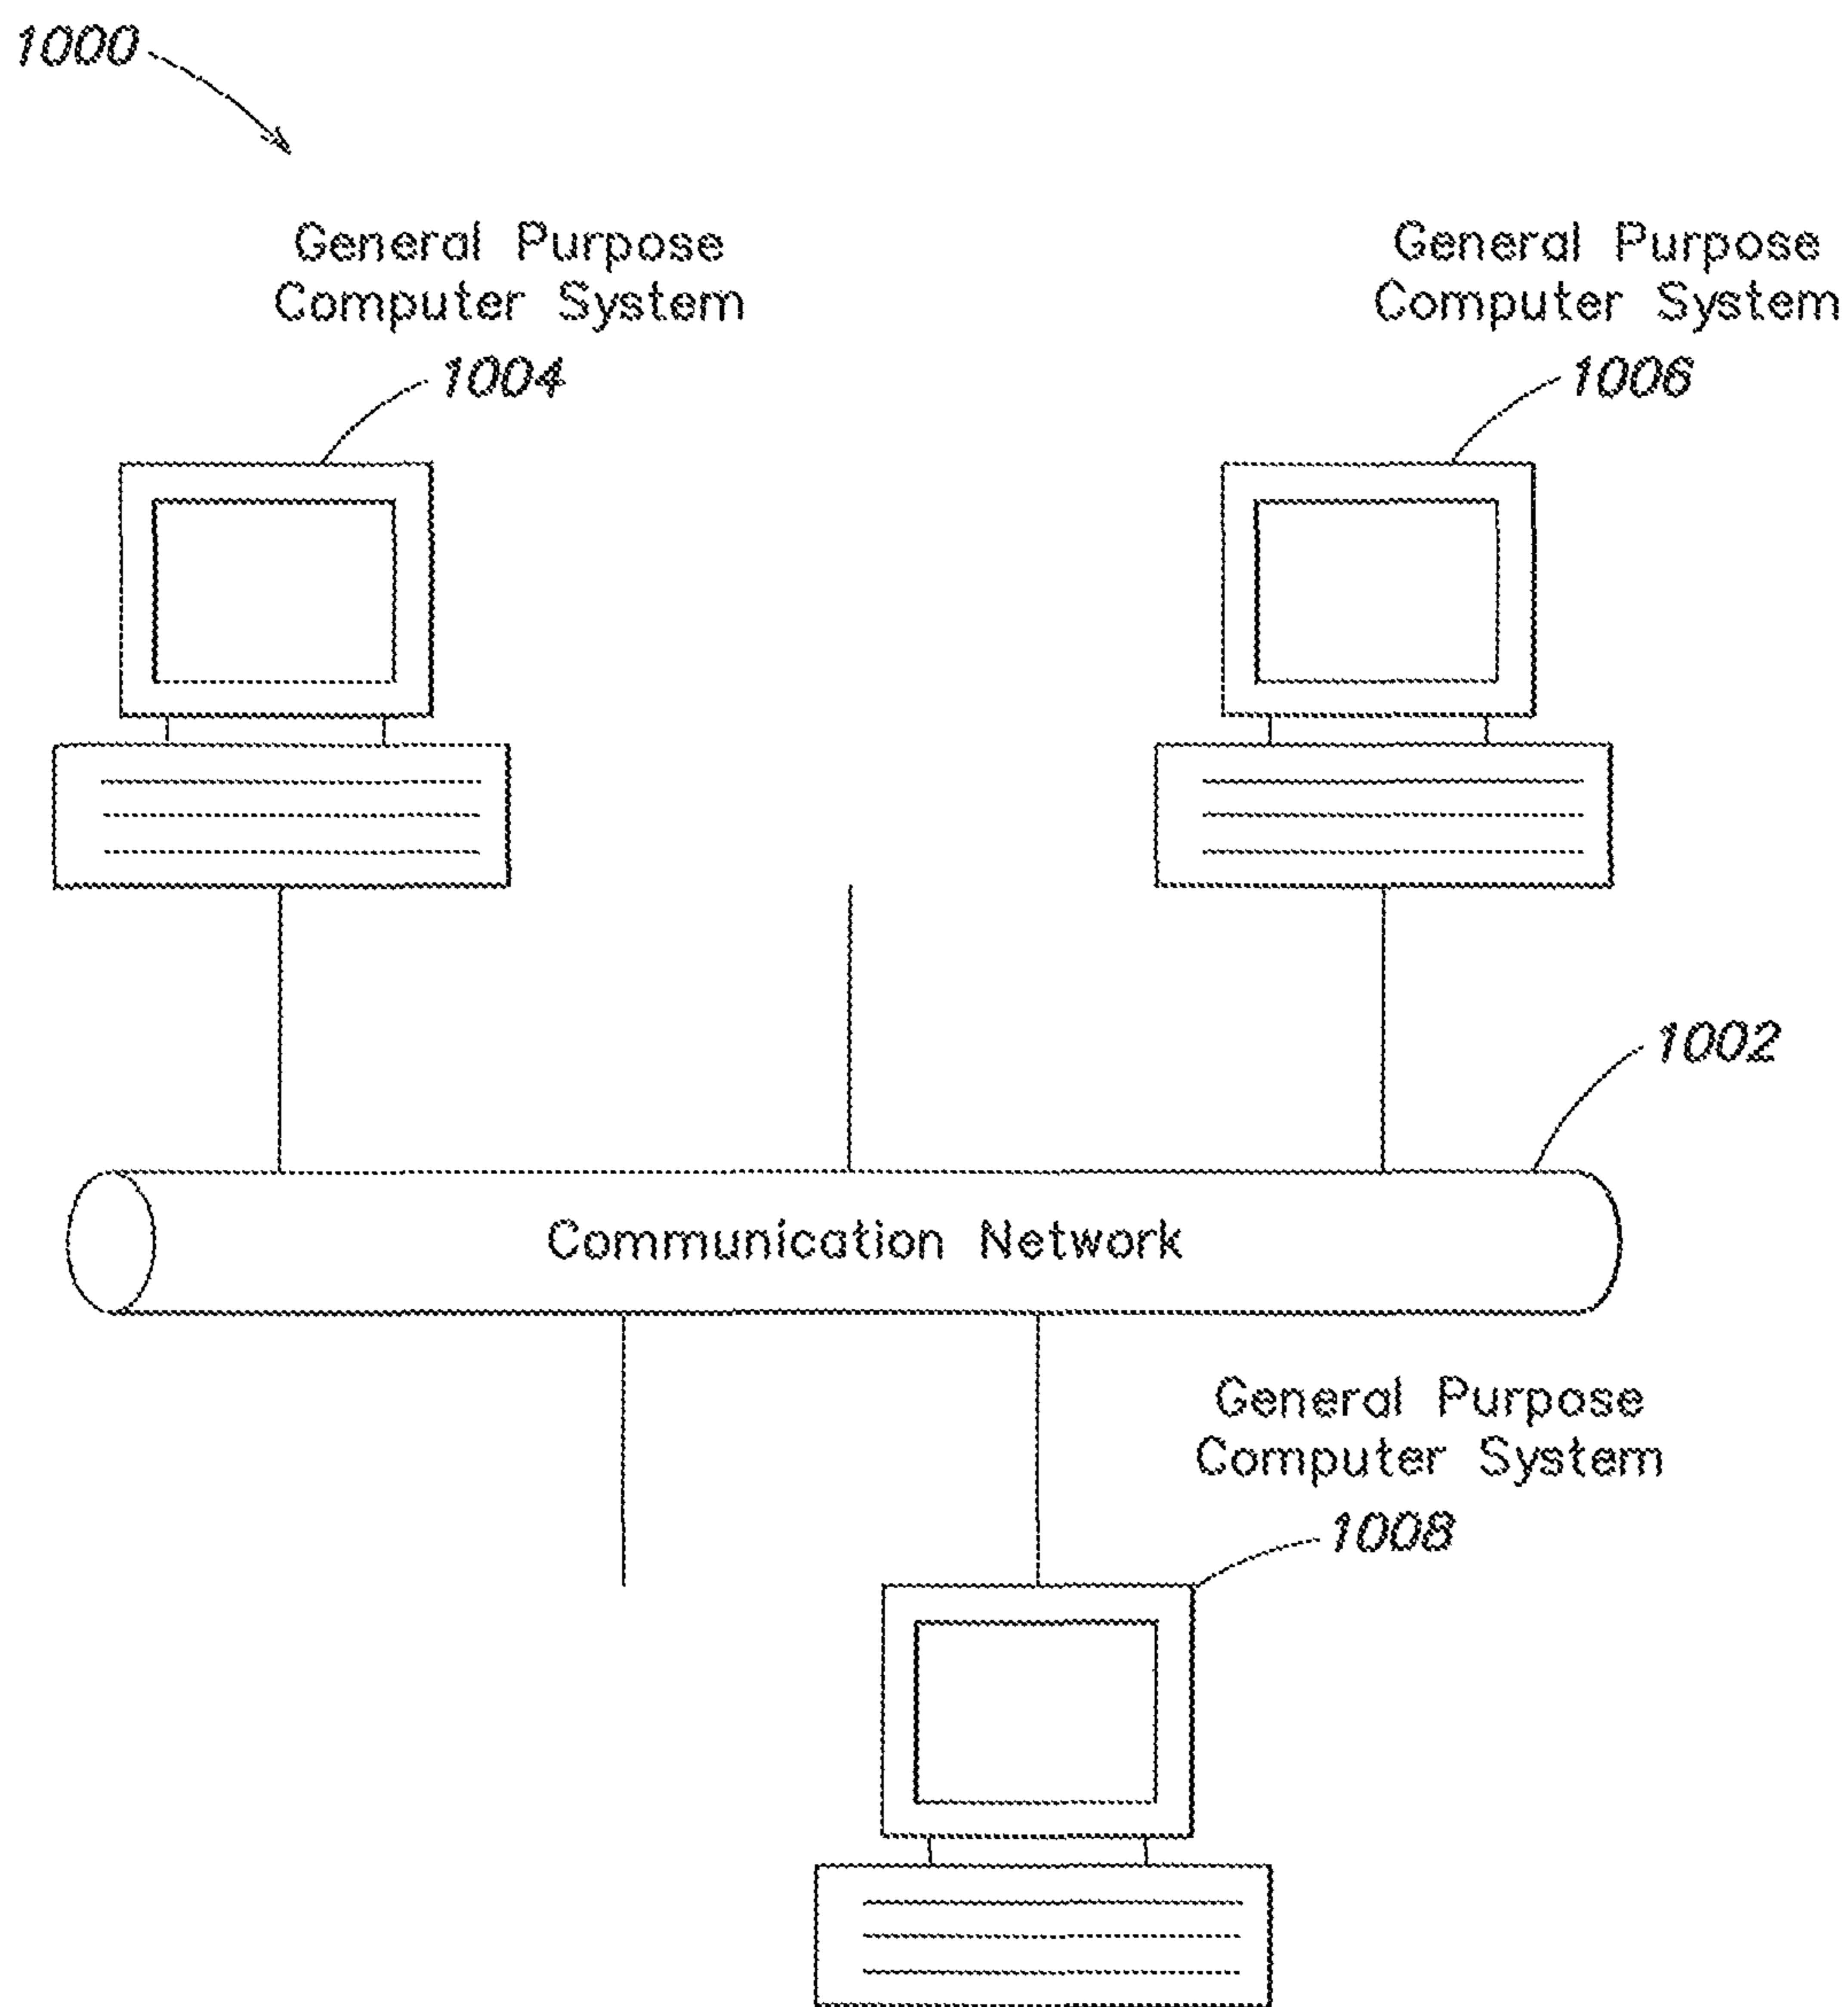 1000
General Purpose
Computer System
1004
General Purpose
Computer System
1006
1002
Communication Network
General Purpose
Computer System
1008